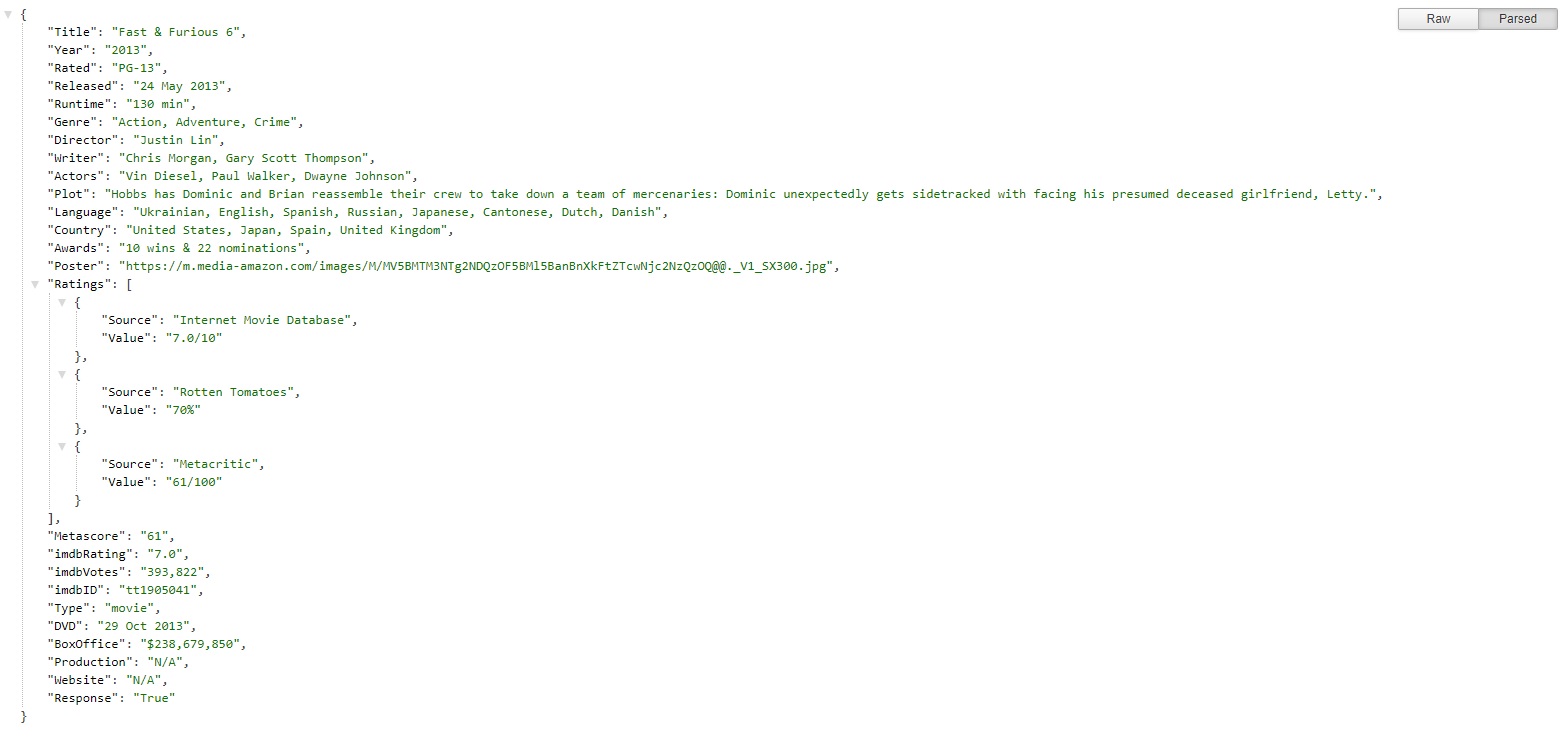 {
Raw Parsed
"Title": "Fast & Furious 6",
"Year": "2013",
"Rated": "PG-13",
"Released": "24 May 2013",
"Runtime": "130 min",
"Genre": "Action, Adventure, Crime",
"Director": "Justin Lin",
"Writer": "Chris Morgan, Gary Scott Thompson",
"Actors": "Vin Diesel, Paul Walker, Dwayne Johnson",
"Plot": "Hobbs has Dominic and Brian reassemble their crew to take down a team of mercenaries: Dominic unexpectedly gets sidetracked with facing his presumed deceased girlfriend, Letty.",
"Language": "Ukrainian, English, Spanish, Russian, Japanese, Cantonese, Dutch, Danish",
"Country": "United States, Japan, Spain, United Kingdom",
"Awards": "10 wins & 22 nominations",
"Poster": "https://m.media-amazon.com/images/M/MV5BMTM3NTg2NDQzOF5BMl5BanBnXkFtZTcwNjc2NzQzOQ@@._V1_SX300.jpg",
"Ratings": [
{
"Source": "Internet Movie Database",
"Value": "7.0/10"
},
{
"Source": "Rotten Tomatoes",
"Value": "70%"
},
{
"Source": "Metacritic",
"Value": "61/100"
}
],
"Metascore": "61",
"imdbRating": "7.0",
"imdbVotes": "393,822",
"imdbID": "tt1905041",
"Type": "movie",
"DVD": "29 Oct 2013",
"BoxOffice": "$238,679,850",
"Production": "N/A",
"Website": "N/A",
"Response": "True"
}